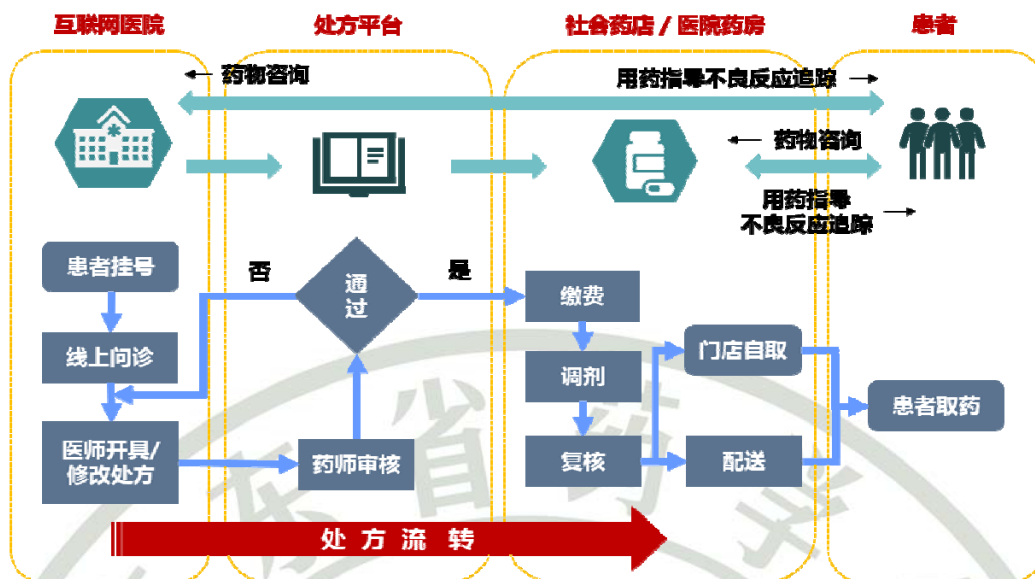 互联网医院
处方平台
社会药店 / 医院药房
患者
药物咨询
用药指导不良反应追踪
药物咨询
用药指导
不良反应追踪
患者挂号
否
通
过
是
缴费
线上问诊
调剂
门店自取
患者取药
医师开具/
修改处方
药师审核
复核
配送
处方流转
东省药学